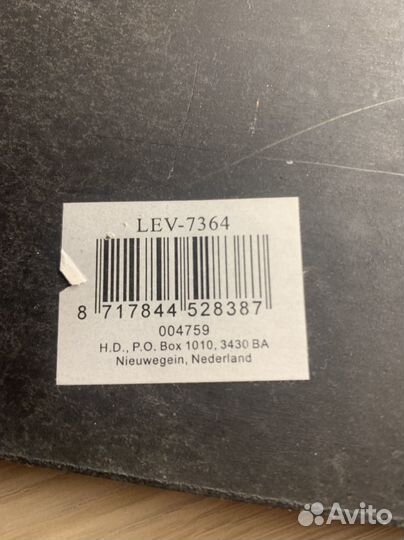 LEV-7364
8 717844 528387
004759
H.D., P.O. Box 1010, 3430 BA
Nieuwegein, Nederland
Avito